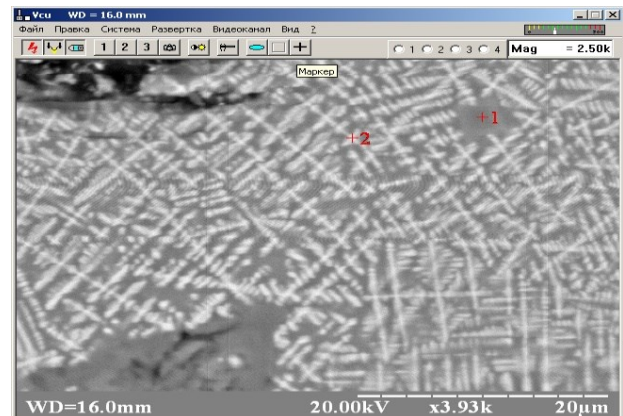 Vcu WD = 16.0 mm
Файл Правка Система Развертка Видеоканал Вид ?
1 2 3 1 2 3 4 Mag = 2.50k
Маркер
+1
+2
WD=16.0mm 20.00kV x3.93k 20µm